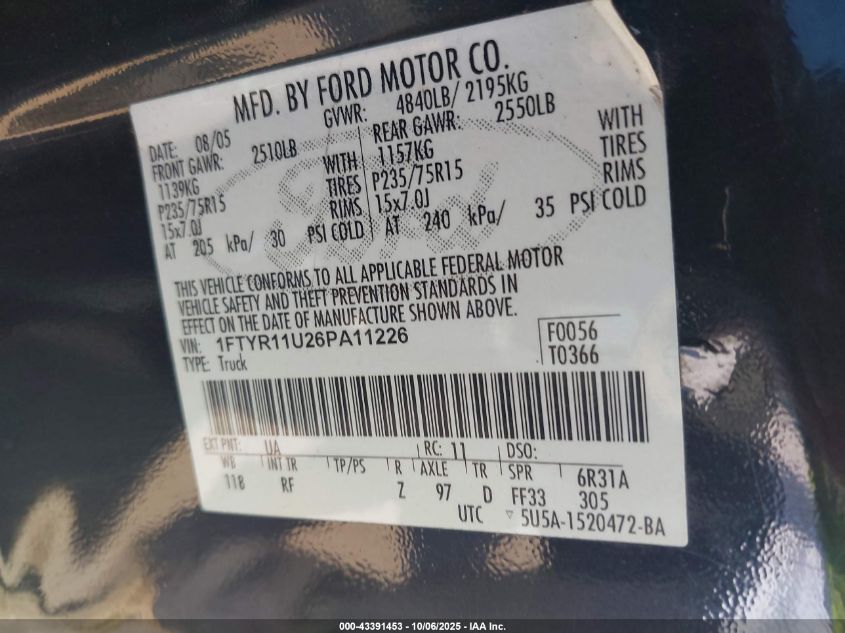 MFD. BY FORD MOTOR CO.
DATE: 08/05 GVWR: 4840LB/ 2195KG
FRONT GAWR: 2510LB REAR GAWR: 2550LB
1139KG WITH 1157KG WITH
P235/75R15 TIRES P235/75R15 TIRES
15x7.0J RIMS 15x7.0J RIMS
AT 205 kPa/ 30 PSI COLD AT 240 kPa/ 35 PSI COLD
Ford
THIS VEHICLE CONFORMS TO ALL APPLICABLE FEDERAL MOTOR
VEHICLE SAFETY AND THEFT PREVENTION STANDARDS IN
EFFECT ON THE DATE OF MANUFACTURE SHOWN ABOVE.
VIN: 1FTYR11U26PA11226 F0056
TYPE: Truck T0366
EXT PNT: UA RC: 11 DSO:
WB INT TR TP/PS R AXLE TR SPR 6R31A
118 RF Z 97 D FF33 305
UTC ▽ 5U5A-1520472-BA
000-43391453 - 10/06/2025 - IAA Inc.